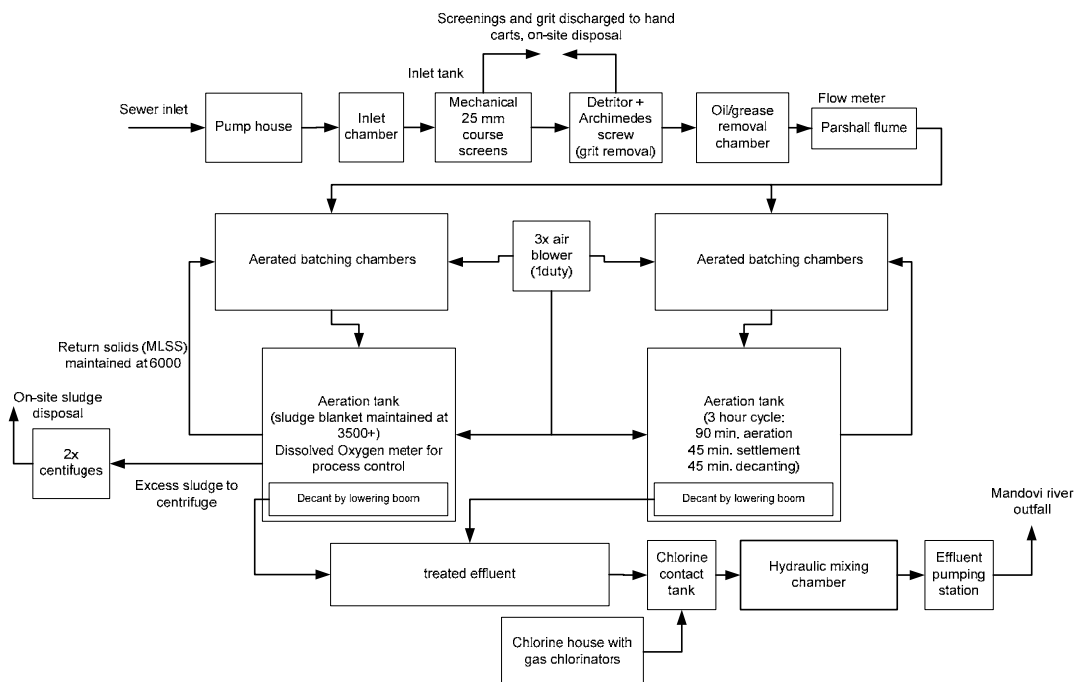 Screenings and grit discharged to hand
carts, on-site disposal
Inlet tank
Sewer inlet
Pump house
Inlet
chamber
Mechanical
25 mm
course
screens
Detritor +
Archimedes
screw
(grit removal)
Oil/grease
removal
chamber
Flow meter
Parshall flume
Aerated batching chambers
3x air
blower
(1duty)
Aerated batching chambers
Return solids (MLSS)
maintained at 6000
On-site sludge
disposal
2x
centifuges
Excess sludge to
centrifuge
Aeration tank
(sludge blanket maintained at
3500+)
Dissolved Oxygen meter for
process control
Decant by lowering boom
Aeration tank
(3 hour cycle:
90 min. aeration
45 min. settlement
45 min. decanting)
Decant by lowering boom
Mandovi river
outfall
treated effluent
Chlorine
contact
tank
Hydraulic mixing
chamber
Effluent
pumping
station
Chlorine house with
gas chlorinators